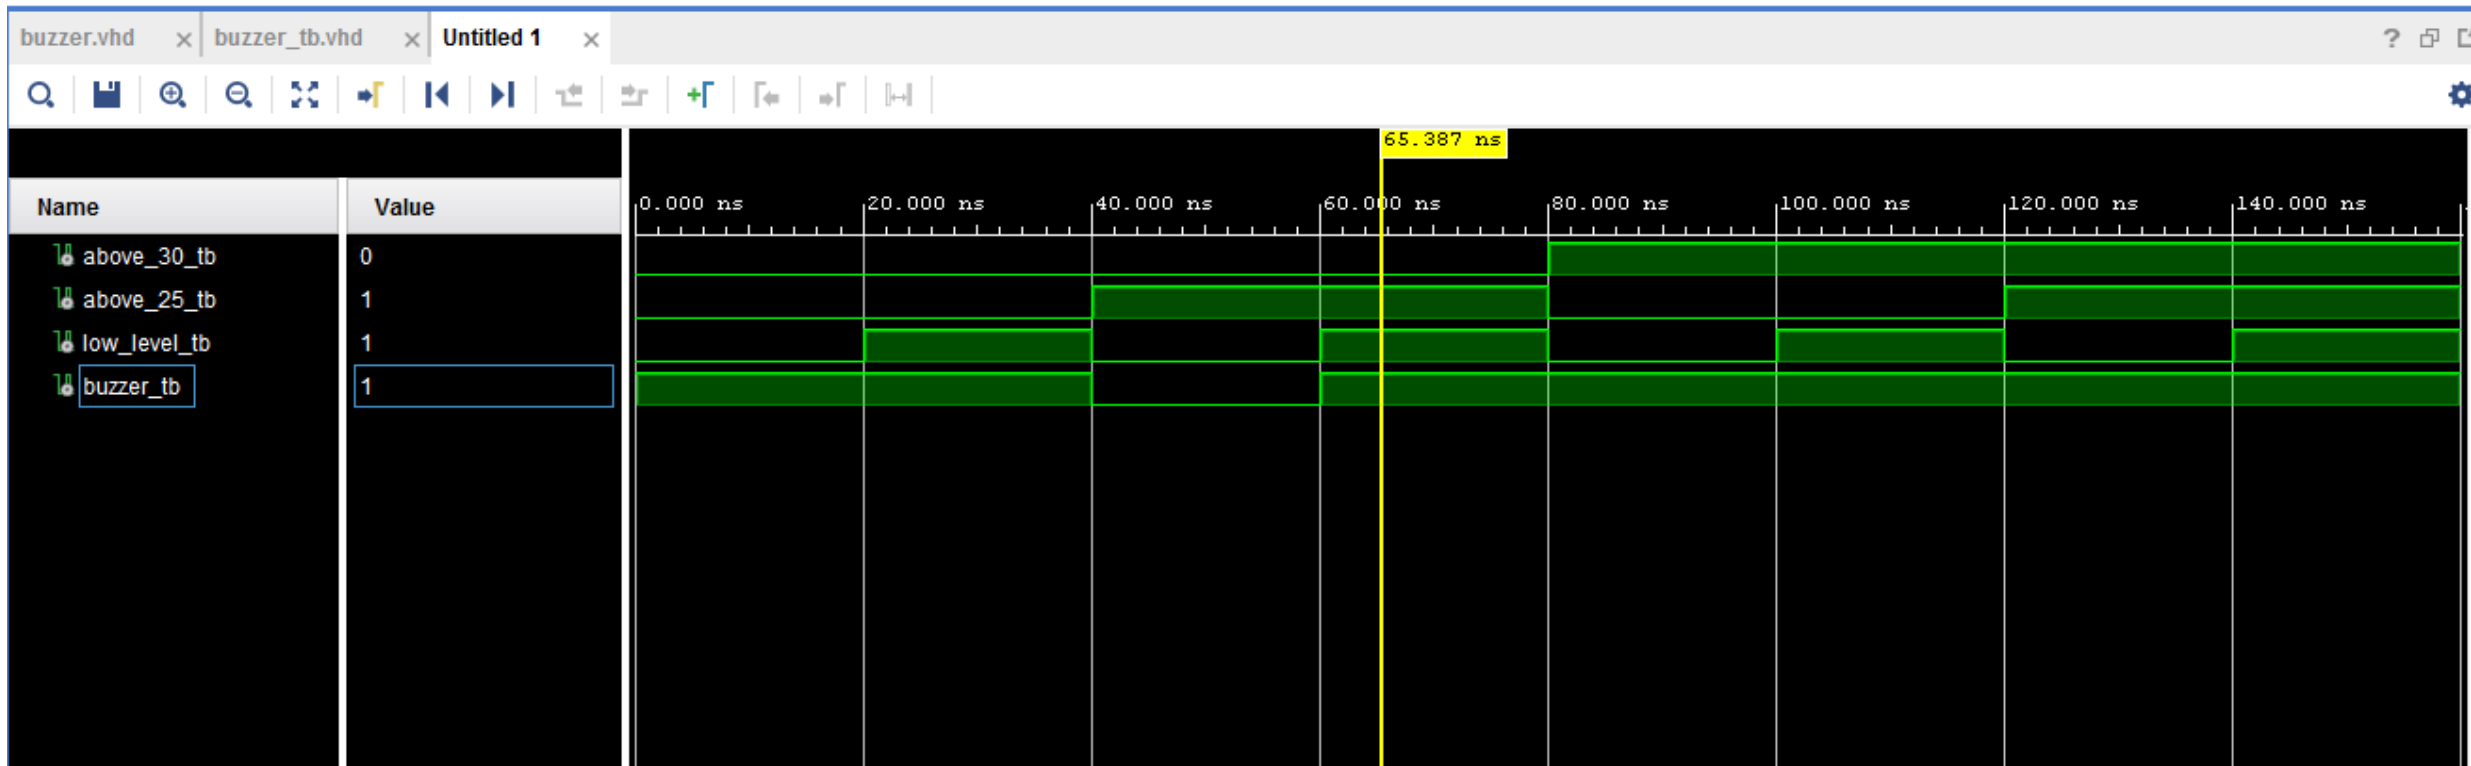 buzzer.vhd × buzzer_tb.vhd × Untitled 1 ×
?
65.387 ns
Name Value
0.000 ns 20.000 ns 40.000 ns 60.000 ns 80.000 ns 100.000 ns 120.000 ns 140.000 ns
above_30_tb 0
above_25_tb 1
low_level_tb 1
buzzer_tb 1